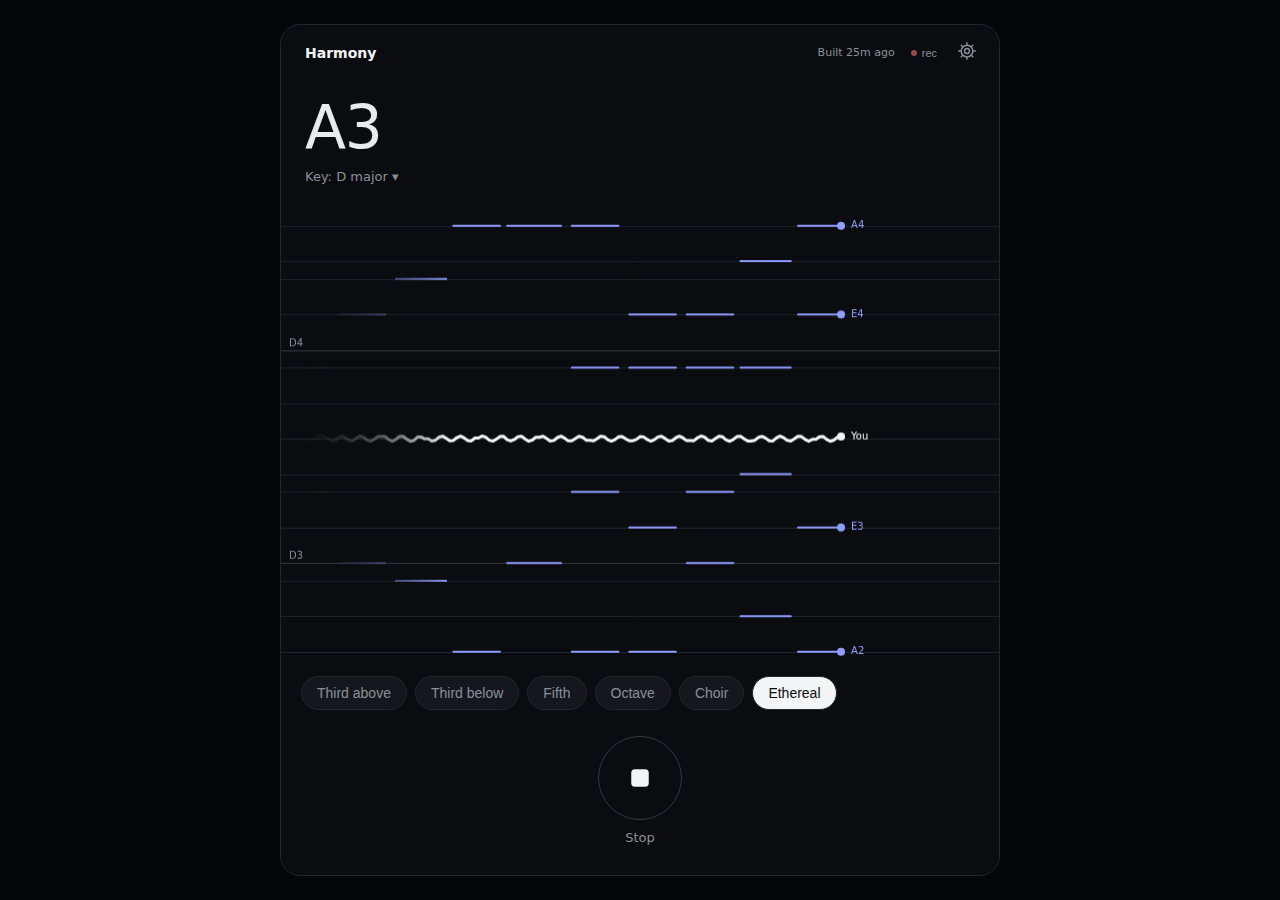 Harmony
Built 25m ago
rec
A3
Key: D major ▾
A4
E4
D4
You
E3
D3
A2
Third above
Third below
Fifth
Octave
Choir
Ethereal
Stop